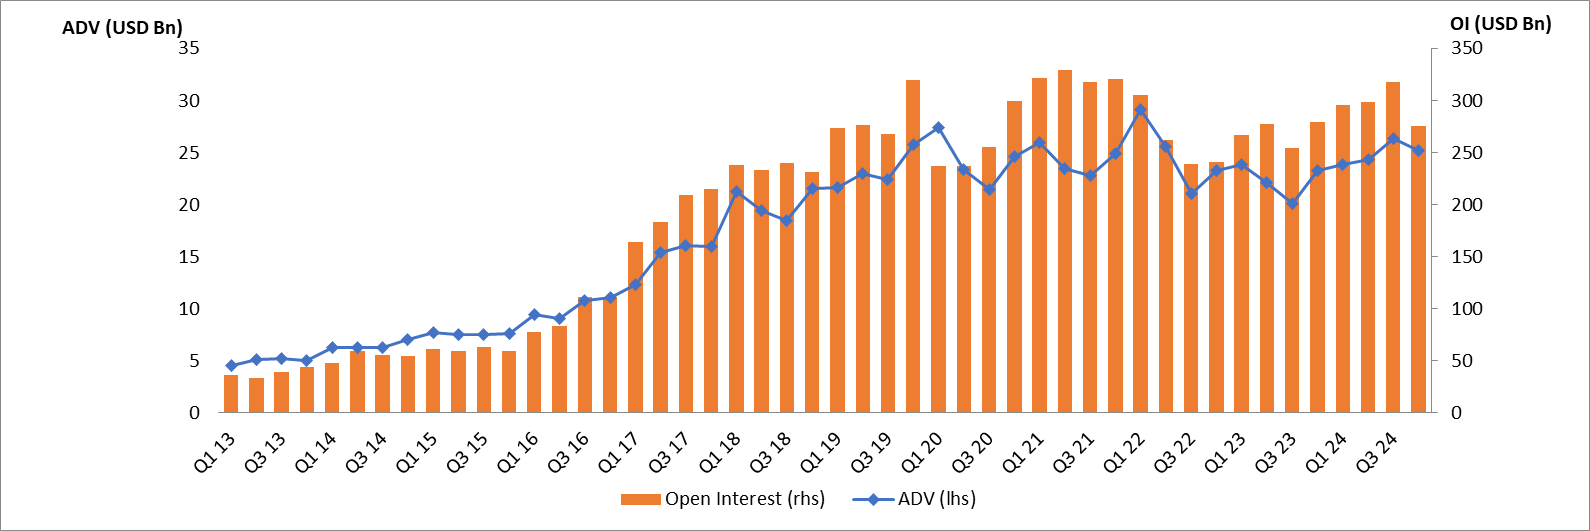 ADV (USD Bn)
OI (USD Bn)
35
30
25
20
15
10
5
0
350
300
250
200
150
100
50
0
Q1 13
Q3 13
Q1 14
Q3 14
Q1 15
Q3 15
Q1 16
Q3 16
Q1 17
Q3 17
Q1 18
Q3 18
Q1 19
Q3 19
Q1 20
Q3 20
Q1 21
Q3 21
Q1 22
Q3 22
Q1 23
Q3 23
Q1 24
Q3 24
Open Interest (rhs)
ADV (lhs)